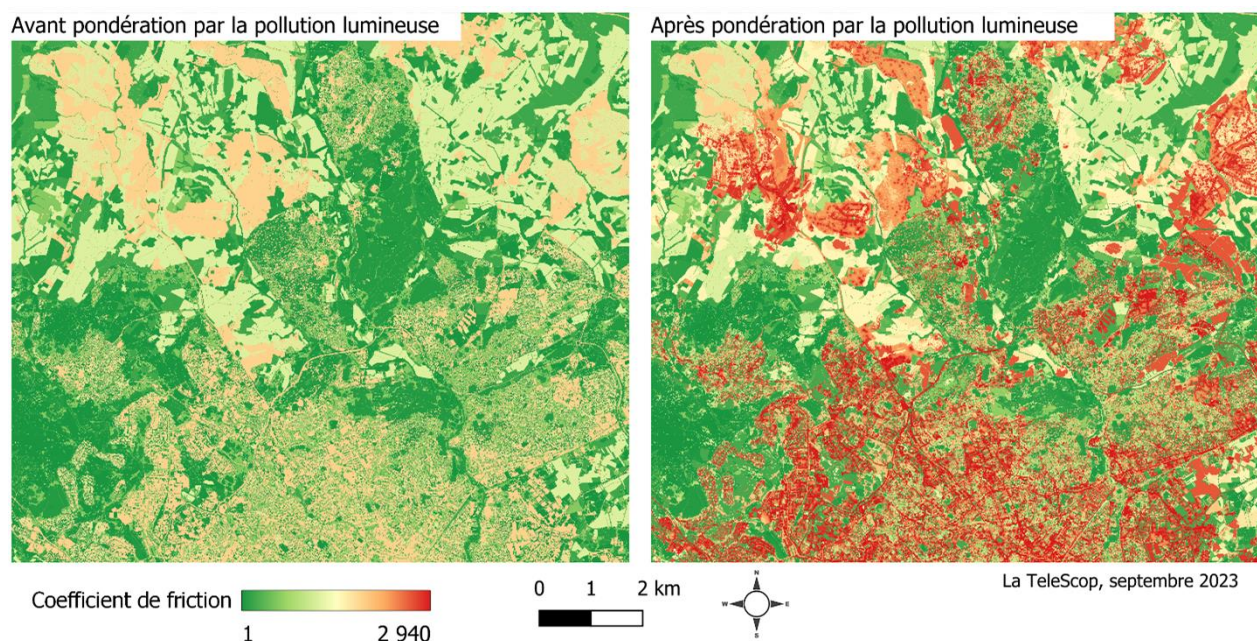 Avant pondération par la pollution lumineuse
Après pondération par la pollution lumineuse
Coefficient de friction
1
2 940
0 1 2 km
N
W
E
S
La TeleScop, septembre 2023